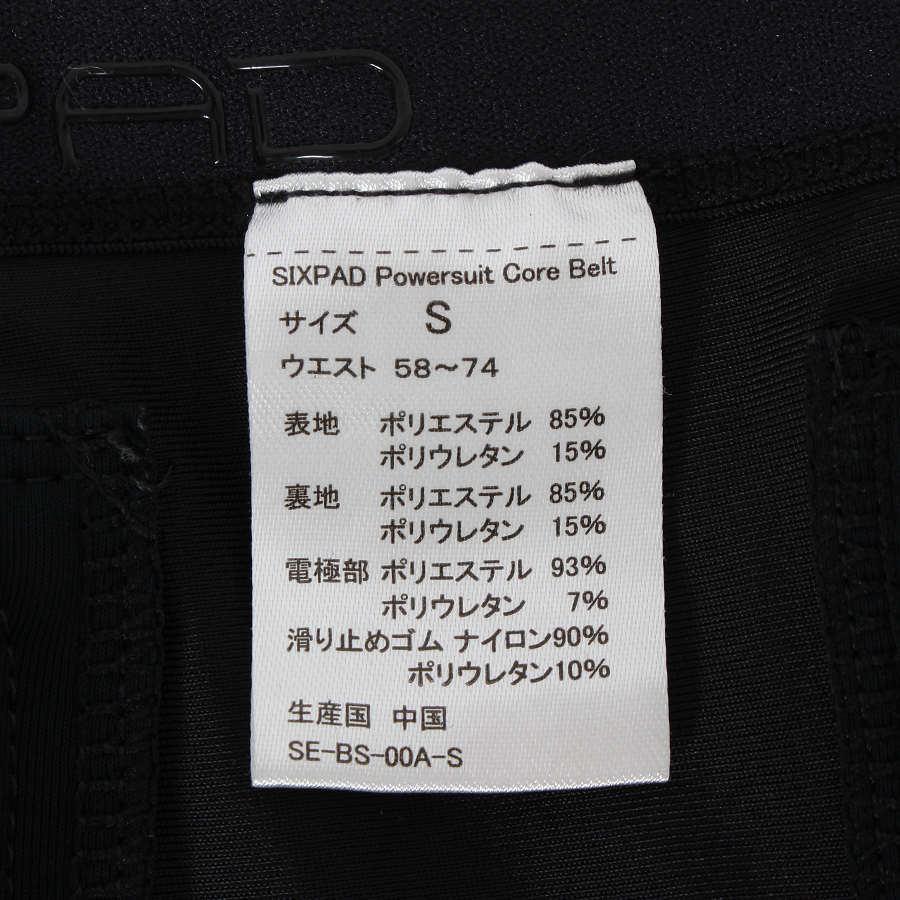 PAD
SIXPAD Powersuit Core Belt
サイズ S
ウエスト 58～74
表地 ポリエステル 85%
ポリウレタン 15%
裏地 ポリエステル 85%
ポリウレタン 15%
電極部 ポリエステル 93%
ポリウレタン 7%
滑り止めゴム ナイロン90%
ポリウレタン10%
生産国 中国
SE-BS-00A-S